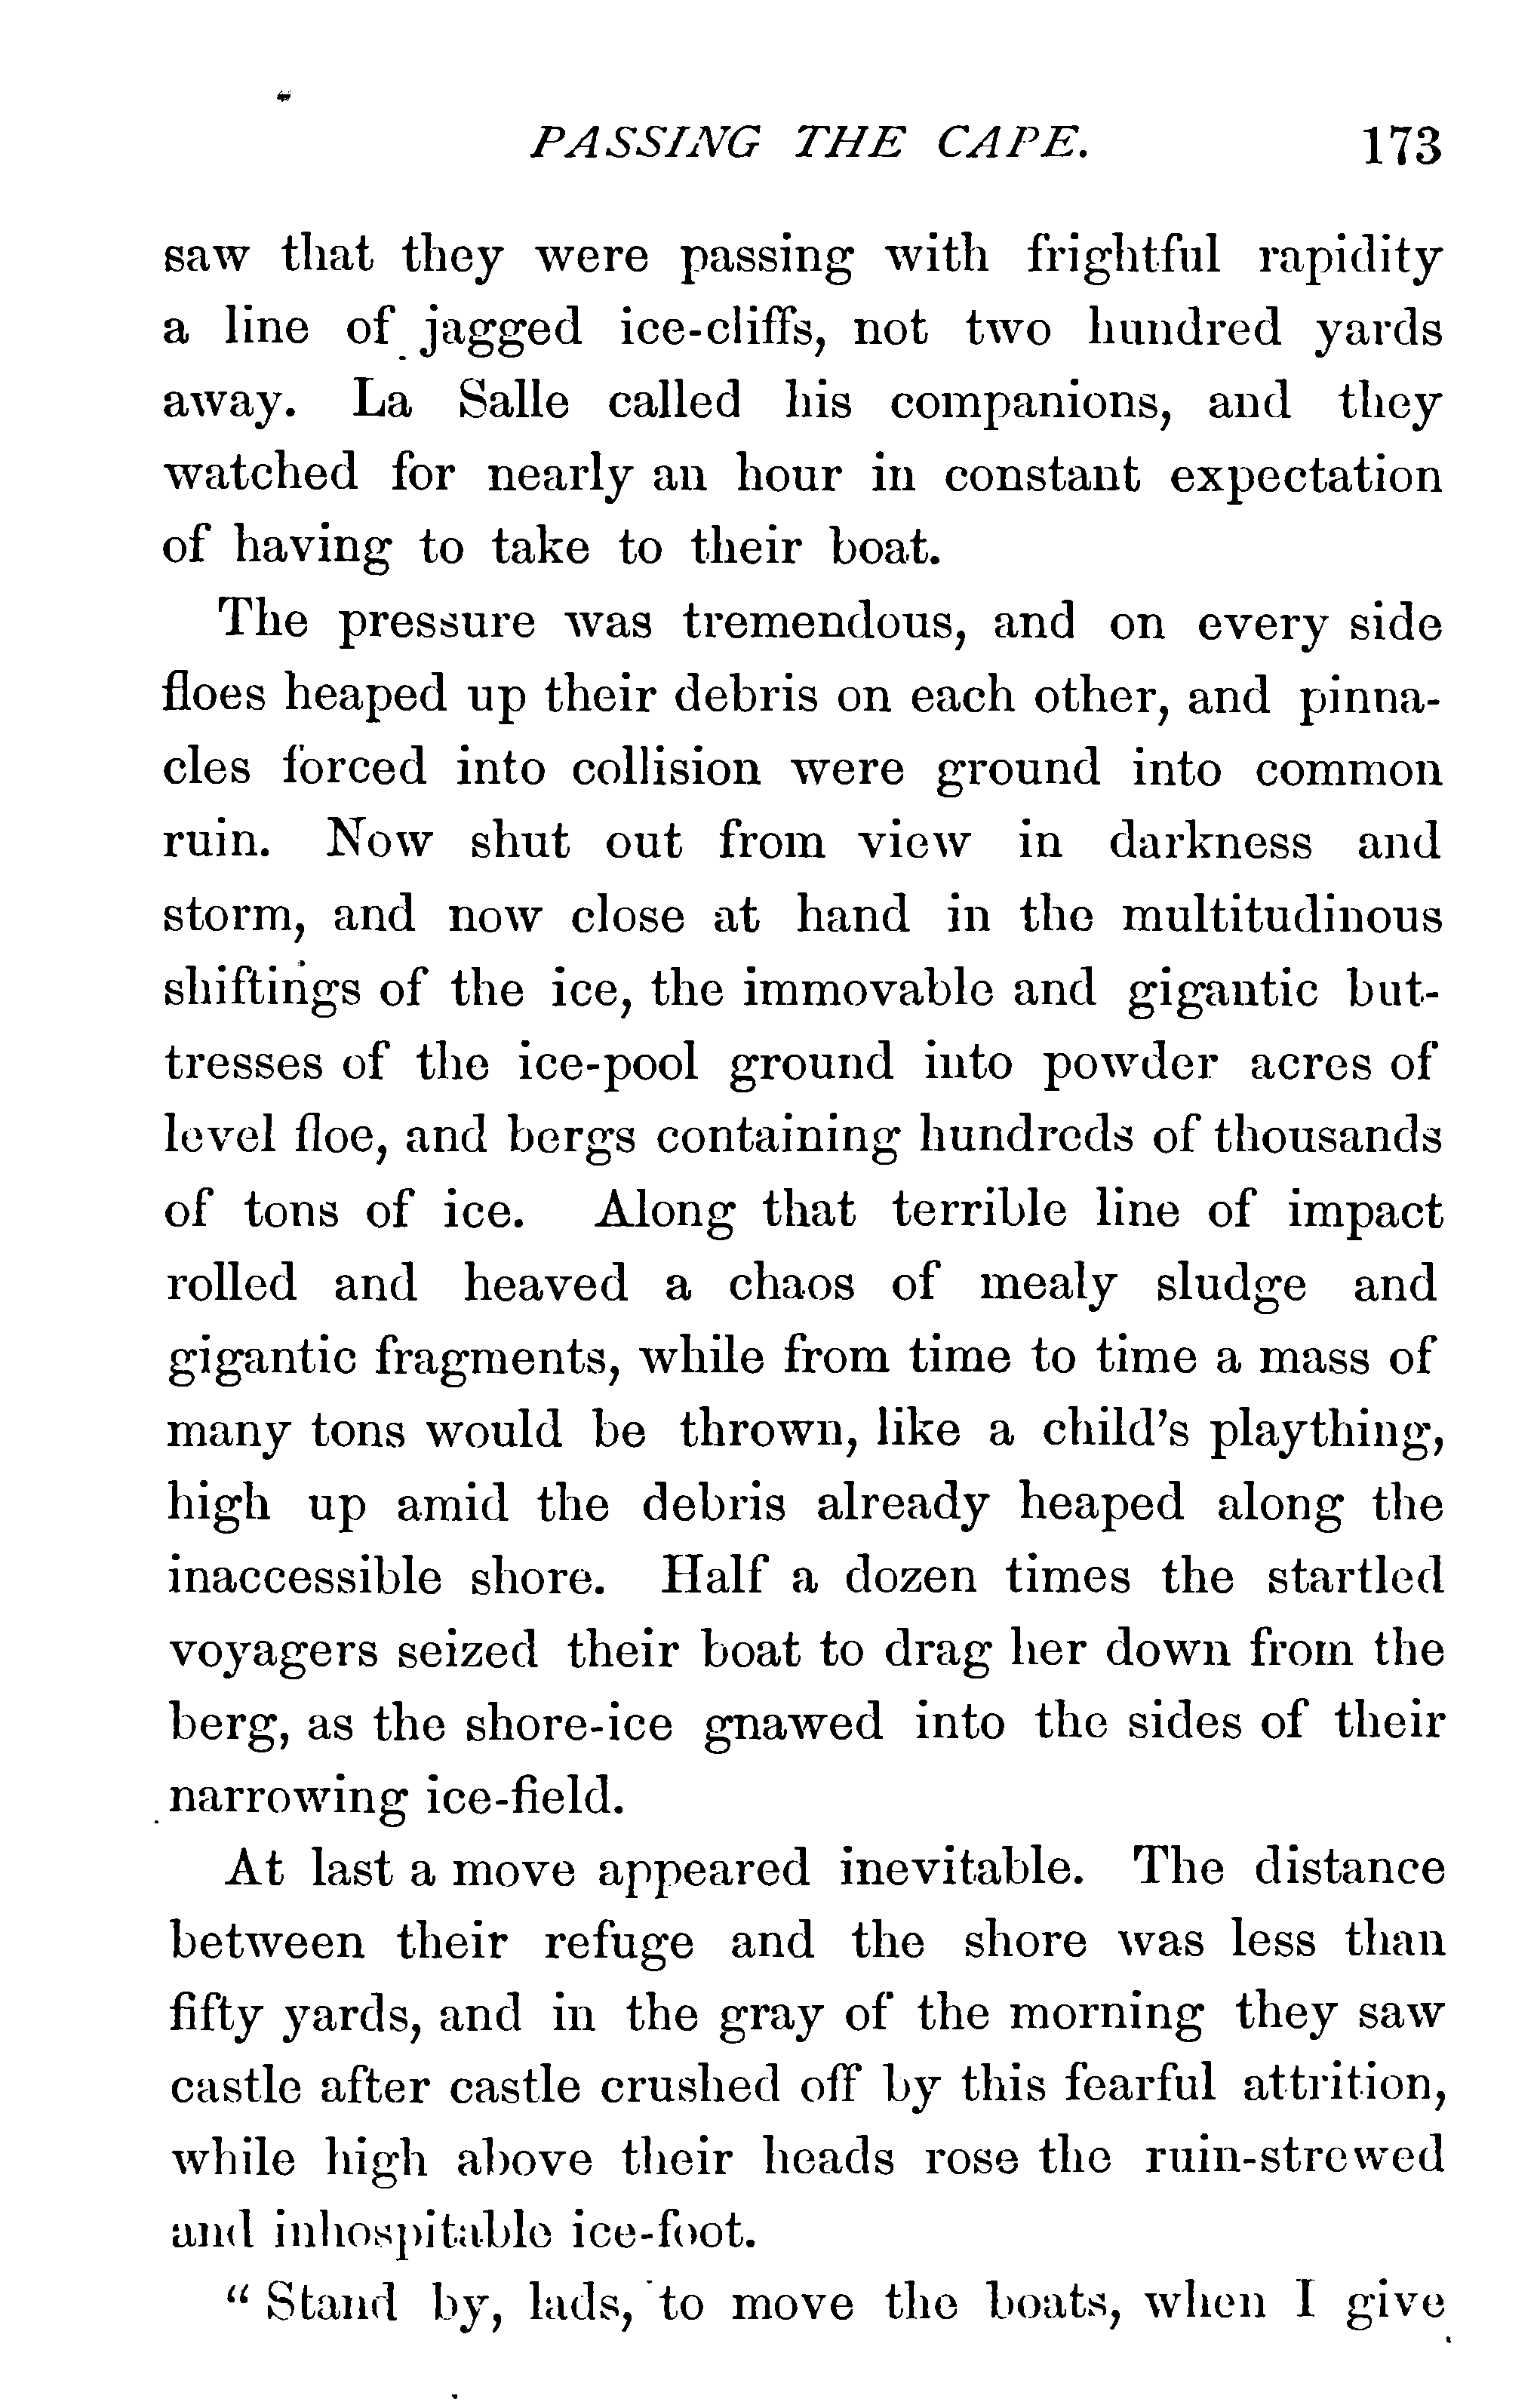 PASSING THE CAPE. 173
saw that they were passing with frightful rapidity
a line of jagged ice-cliffs, not two hundred yards
away. La Salle called his companions, and they
watched for nearly an hour in constant expectation
of having to take to their boat.
The pressure was tremendous, and on every side
floes heaped up their debris on each other, and pinna-
cles forced into collision were ground into common
ruin. Now shut out from view in darkness and
storm, and now close at hand in the multitudinous
shiftings of the ice, the immovable and gigantic but-
tresses of the ice-pool ground into powder acres of
level floe, and bergs containing hundreds of thousands
of tons of ice. Along that terrible line of impact
rolled and heaved a chaos of mealy sludge and
gigantic fragments, while from time to time a mass of
many tons would be thrown, like a child's plaything,
high up amid the debris already heaped along the
inaccessible shore. Half a dozen times the startled
voyagers seized their boat to drag her down from the
berg, as the shore-ice gnawed into the sides of their
narrowing ice-field.
At last a move appeared inevitable. The distance
between their refuge and the shore was less than
fifty yards, and in the gray of the morning they saw
castle after castle crushed off by this fearful attrition,
while high above their heads rose the ruin-strewed
and inhospitable ice-foot.
"Stand by, lads, to move the boats, when I give